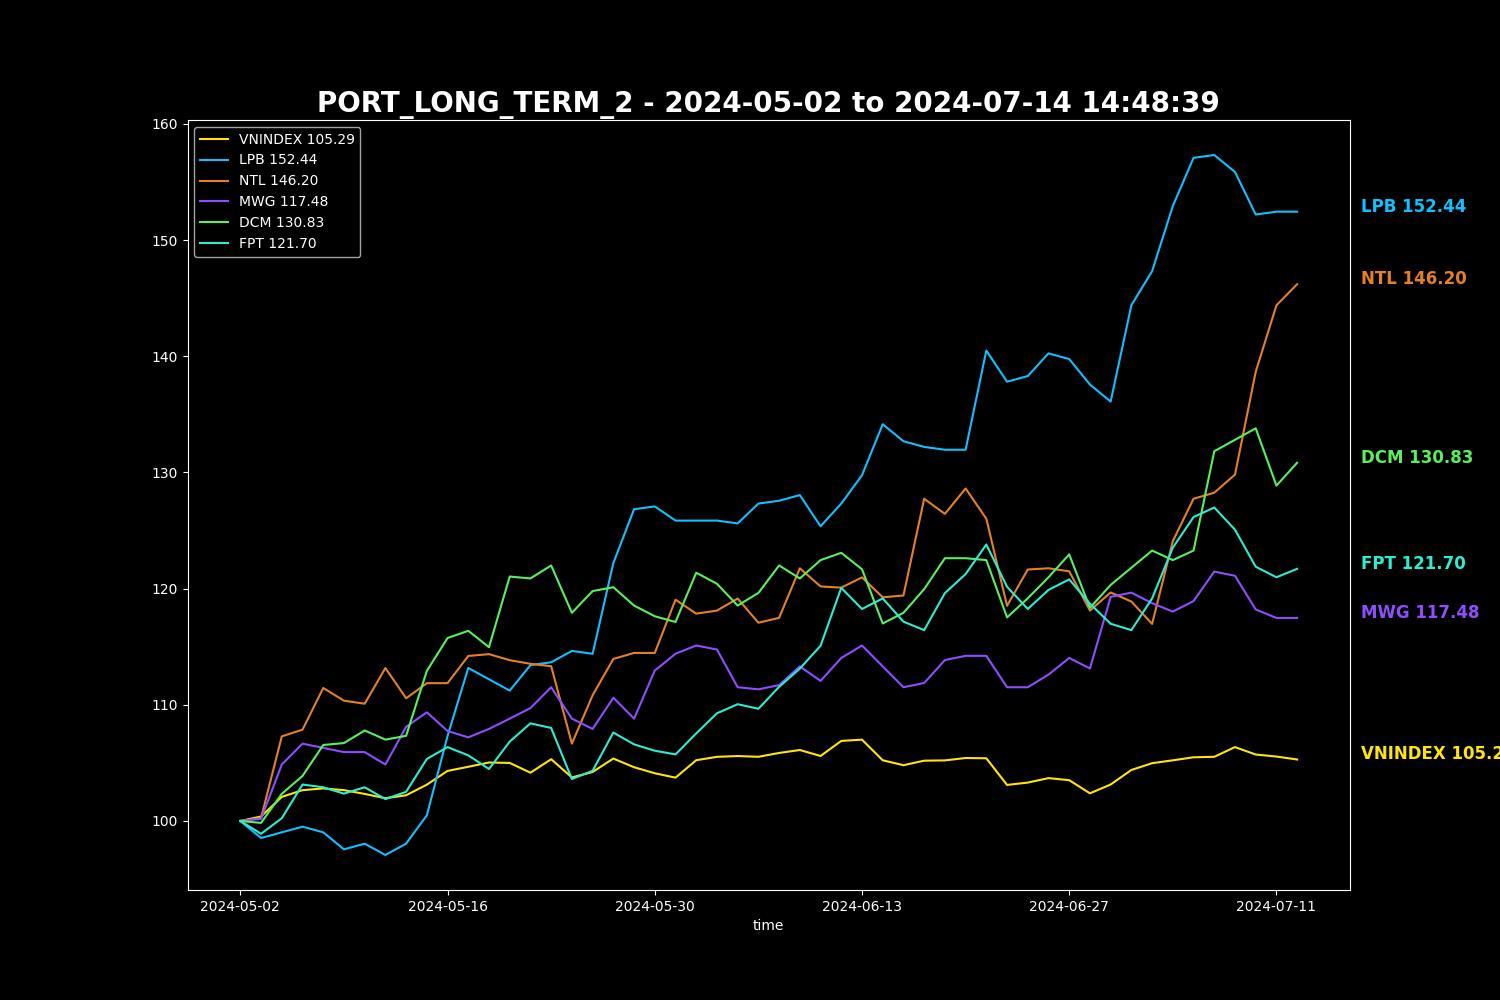 PORT_LONG_TERM_2 - 2024-05-02 to 2024-07-14 14:48:39
160
150
140
130
120
110
100
VNINDEX 105.29
LPB 152.44
NTL 146.20
MWG 117.48
DCM 130.83
FPT 121.70
LPB 152.44
NTL 146.20
DCM 130.83
FPT 121.70
MWG 117.48
VNINDEX 105.2
2024-05-02
2024-05-16
2024-05-30
2024-06-13
2024-06-27
2024-07-11
time